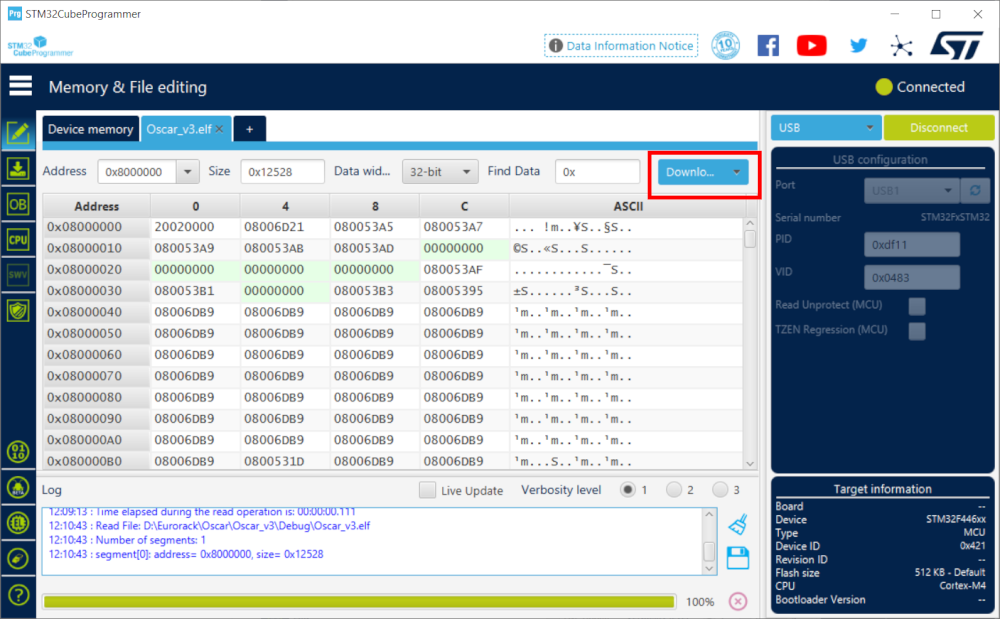 Prg STM32CubeProgrammer
STM32
CubeProgrammer
Data Information Notice
10
Memory & File editing
Connected
Device memory
Oscar_v3.elf
+
Address
0x8000000
Size
0x12528
Data wid...
32-bit
Find Data
0x
Downlo...
Address 0 4 8 C ASCII
0x08000000 20020000 08006D21 080053A5 080053A7 ... !m..¥S..§S..
0x08000010 080053A9 080053AB 080053AD 00000000 ©S..«S...S......
0x08000020 00000000 00000000 00000000 080053AF ............¯S..
0x08000030 080053B1 00000000 080053B3 08005395 ±S......³S...S..
0x08000040 08006DB9 08006DB9 08006DB9 08006DB9 ¹m..¹m..¹m..¹m..
0x08000050 08006DB9 08006DB9 08006DB9 08006DB9 ¹m..¹m..¹m..¹m..
0x08000060 08006DB9 08006DB9 08006DB9 08006DB9 ¹m..¹m..¹m..¹m..
0x08000070 08006DB9 08006DB9 08006DB9 08006DB9 ¹m..¹m..¹m..¹m..
0x08000080 08006DB9 08006DB9 08006DB9 08006DB9 ¹m..¹m..¹m..¹m..
0x08000090 08006DB9 08006DB9 08006DB9 08006DB9 ¹m..¹m..¹m..¹m..
0x080000A0 08006DB9 08006DB9 08006DB9 08006DB9 ¹m..¹m..¹m..¹m..
0x080000B0 08006DB9 0800531D 08006DB9 08006DB9 ¹m...S..¹m..¹m..
Log
Live Update
Verbosity level
1
2
3
12:09:13 : Time elapsed during the read operation is: 00:00:00.111
12:10:43 : Read File: D:\Eurorack\Oscar\Oscar_v3\Debug\Oscar_v3.elf
12:10:43 : Number of segments: 1
12:10:43 : segment[0]: address= 0x8000000, size= 0x12528
100%
OB
CPU
SWV
01
10
BETA
EL
?
USB
Disconnect
USB configuration
Port USB1
Serial number STM32FxSTM32
PID 0xdf11
VID 0x0483
Read Unprotect (MCU)
TZEN Regression (MCU)
Target information
Board --
Device STM32F446xx
Type MCU
Device ID 0x421
Revision ID --
Flash size 512 KB - Default
CPU Cortex-M4
Bootloader Version --